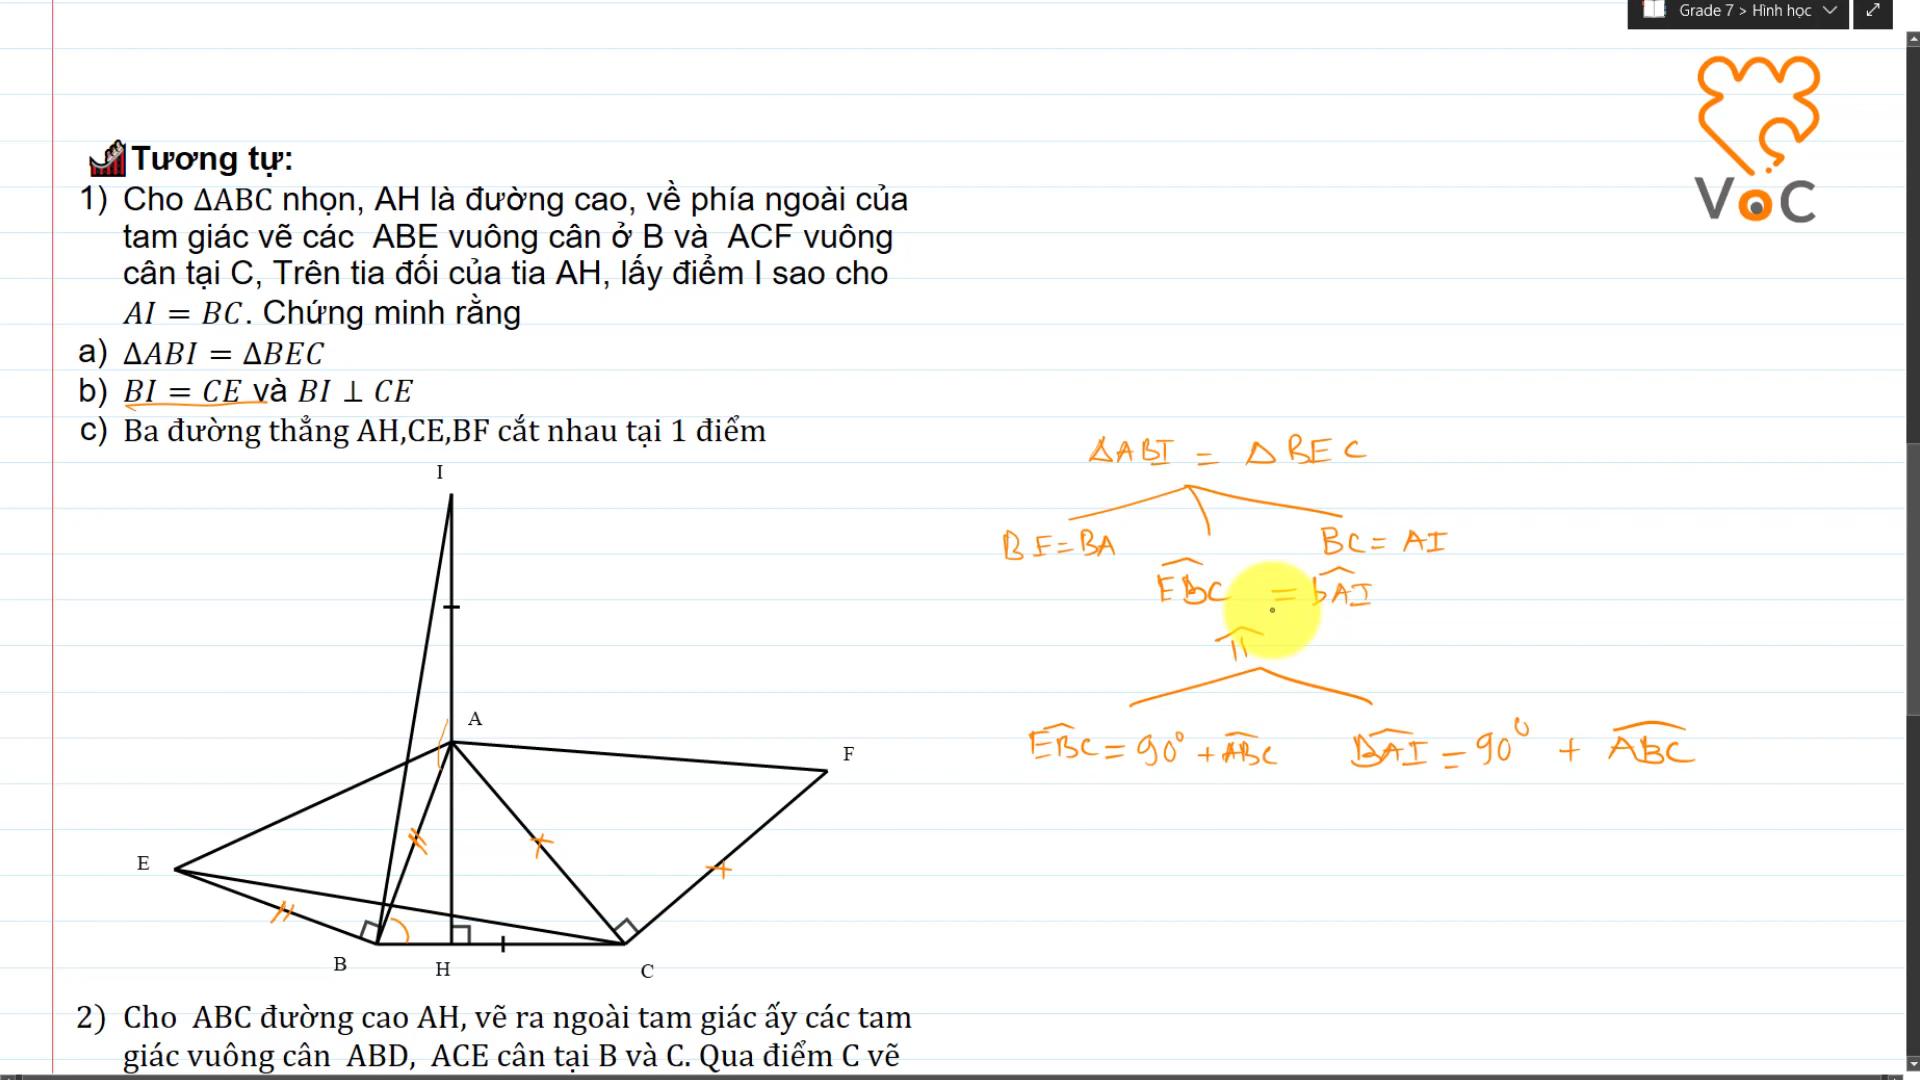 Grade 7 > Hình học
VOC
Tương tự:
1) Cho ΔABC nhọn, AH là đường cao, về phía ngoài của
tam giác vẽ các ABE vuông cân ở B và ACF vuông
cân tại C, Trên tia đối của tia AH, lấy điểm I sao cho
AI = BC. Chứng minh rằng
a) ΔABI = ΔBEC
b) BI = CE và BI ⊥ CE
c) Ba đường thẳng AH,CE,BF cắt nhau tại 1 điểm
ΔABI = ΔBEC
BE=BA
BC = AI
EBC = BAI
EBC = 90° + ABC
BAI = 90° + ABC
I
A
F
E
B
H
C
2) Cho ABC đường cao AH, vẽ ra ngoài tam giác ấy các tam
giác vuông cân ABD, ACE cân tại B và C. Qua điểm C vẽ